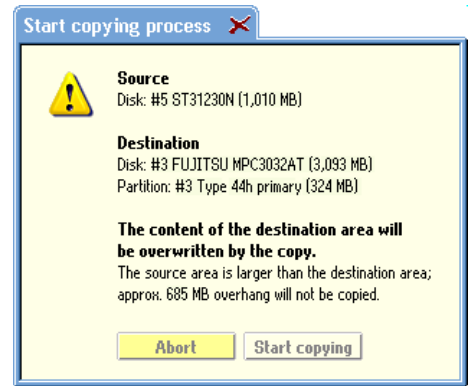 Start copying process
Source
Disk: #5 ST31230N (1,010 MB)
Destination
Disk: #3 FUJITSU MPC3032AT (3,093 MB)
Partition: #3 Type 44h primary (324 MB)
The content of the destination area will
be overwritten by the copy.
The source area is larger than the destination area;
approx. 685 MB overhang will not be copied.
Abort Start copying